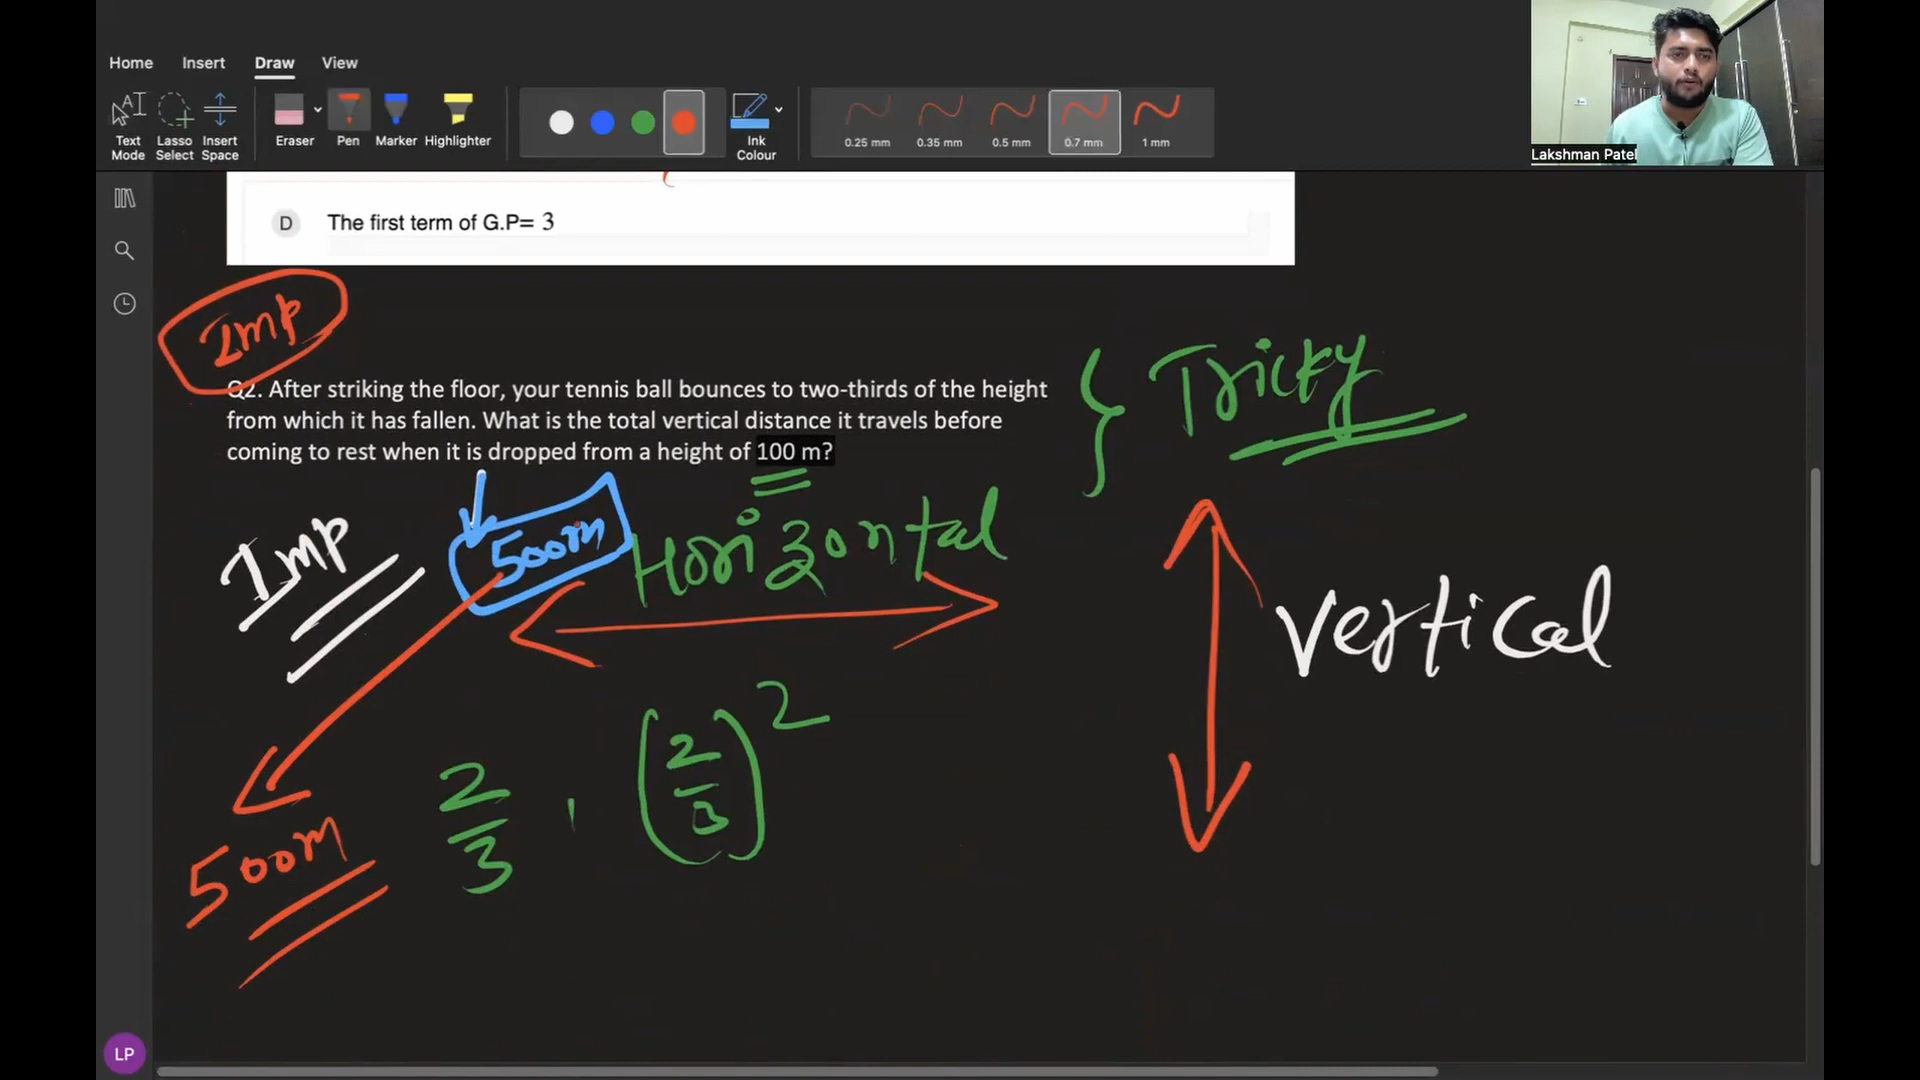 Home Insert Draw View
Text Mode
Lasso Select
Insert Space
Eraser
Pen
Marker
Highlighter
Ink Colour
0.25 mm
0.35 mm
0.5 mm
0.7 mm
1 mm
Lakshman Patel
D The first term of G.P= 3
Imp
Q2. After striking the floor, your tennis ball bounces to two-thirds of the height
from which it has fallen. What is the total vertical distance it travels before
coming to rest when it is dropped from a height of 100 m?
} Tricky
Imp
500m
Horizontal
Vertical
2/3 , (2/3)^2
500m
LP